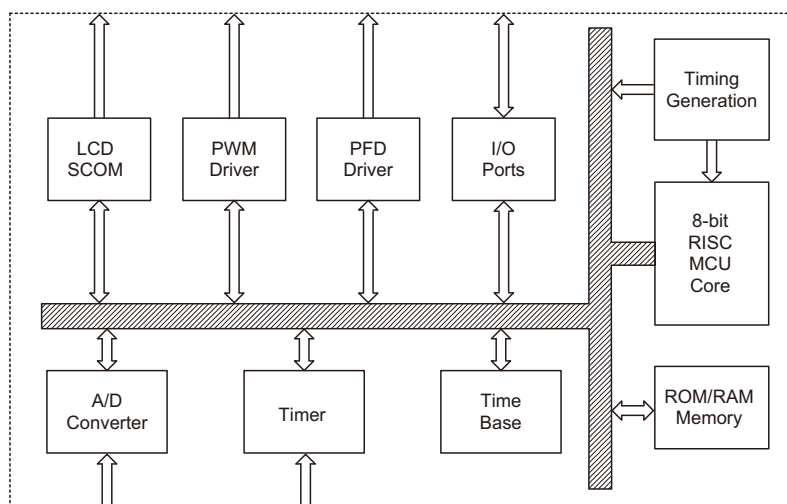 LCD
SCOM
PWM
Driver
PFD
Driver
I/O
Ports
Timing
Generation
8-bit
RISC
MCU
Core
A/D
Converter
Timer
Time
Base
ROM/RAM
Memory